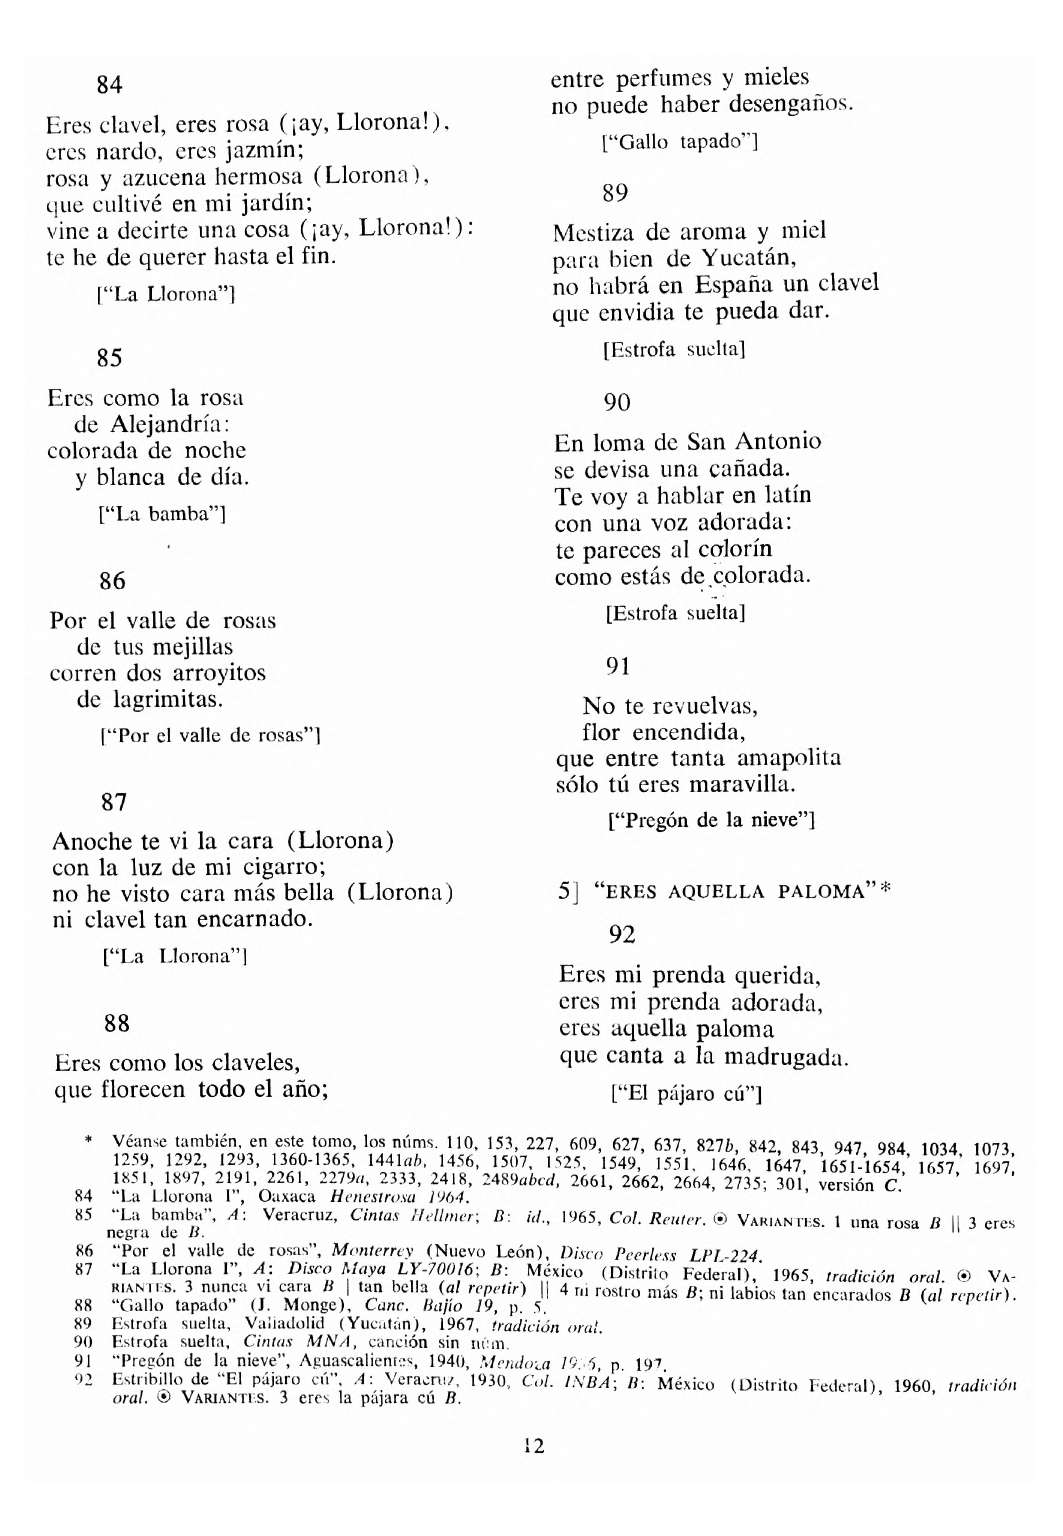 84
Eres clavel, eres rosa (¡ay, Llorona!),
eres nardo, eres jazmín;
rosa y azucena hermosa (Llorona),
que cultivé en mi jardín;
vine a decirte una cosa (¡ay, Llorona!):
te he de querer hasta el fin.
[“La Llorona”]
85
Eres como la rosa
de Alejandría:
colorada de noche
y blanca de día.
[“La bamba”]
86
Por el valle de rosas
de tus mejillas
corren dos arroyitos
de lagrimitas.
[“Por el valle de rosas”]
87
Anoche te vi la cara (Llorona)
con la luz de mi cigarro;
no he visto cara más bella (Llorona)
ni clavel tan encarnado.
[“La Llorona”]
88
Eres como los claveles,
que florecen todo el año;
entre perfumes y mieles
no puede haber desengaños.
[“Gallo tapado”]
89
Mestiza de aroma y miel
para bien de Yucatán,
no habrá en España un clavel
que envidia te pueda dar.
[Estrofa suelta]
90
En loma de San Antonio
se devisa una cañada.
Te voy a hablar en latín
con una voz adorada:
te pareces al colorín
como estás de colorada.
[Estrofa suelta]
91
No te revuelvas,
flor encendida,
que entre tanta amapolita
sólo tú eres maravilla.
[“Pregón de la nieve”]
5] “ERES AQUELLA PALOMA”*
92
Eres mi prenda querida,
eres mi prenda adorada,
eres aquella paloma
que canta a la madrugada.
[“El pájaro cú”]
* Véanse también, en este tomo, los núms. 110, 153, 227, 609, 627, 637, 827b, 842, 843, 947, 984, 1034, 1073,
1259, 1292, 1293, 1360-1365, 1441ab, 1456, 1507, 1525, 1549, 1551, 1646, 1647, 1651-1654, 1657, 1697,
1851, 1897, 2191, 2261, 2279a, 2333, 2418, 2489abcd, 2661, 2662, 2664, 2735; 301, versión C.
84 “La Llorona I”, Oaxaca Henestrosa 1964.
85 “La bamba”, A: Veracruz, Cintas Hellmer; B: id., 1965, Col. Reuter. ⊙ VARIANTES. 1 una rosa B || 3 eres
negra de B.
86 “Por el valle de rosas”, Monterrey (Nuevo León), Disco Peerless LPL-224.
87 “La Llorona I”, A: Disco Maya LY-70016; B: México (Distrito Federal), 1965, tradición oral. ⊙ VA-
RIANTES. 3 nunca vi cara B | tan bella (al repetir) || 4 ni rostro más B; ni labios tan encarados B (al repetir).
88 “Gallo tapado” (J. Monge), Canc. Bajío 19, p. 5.
89 Estrofa suelta, Valladolid (Yucatán), 1967, tradición oral.
90 Estrofa suelta, Cintas MNA, canción sin núm.
91 “Pregón de la nieve”, Aguascalientes, 1940, Mendoza p. 197.
92 Estribillo de “El pájaro cú”, A: Veracruz, 1930, Col. INBA; B: México (Distrito Federal), 1960, tradición
oral. ⊙ VARIANTES. 3 eres la pájara cú B.
12